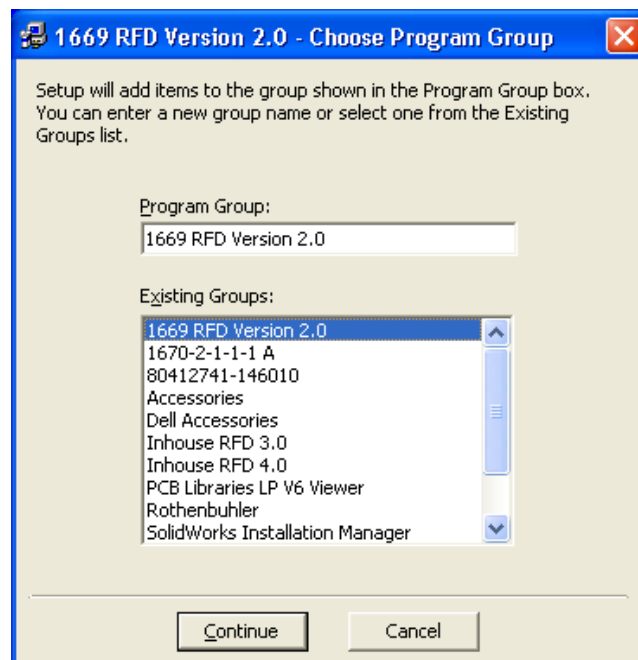 1669 RFD Version 2.0 - Choose Program Group
Setup will add items to the group shown in the Program Group box.
You can enter a new group name or select one from the Existing
Groups list.
Program Group:
1669 RFD Version 2.0
Existing Groups:
1669 RFD Version 2.0
1670-2-1-1-1 A
80412741-146010
Accessories
Dell Accessories
Inhouse RFD 3.0
Inhouse RFD 4.0
PCB Libraries LP V6 Viewer
Rothenbuhler
SolidWorks Installation Manager
Continue
Cancel